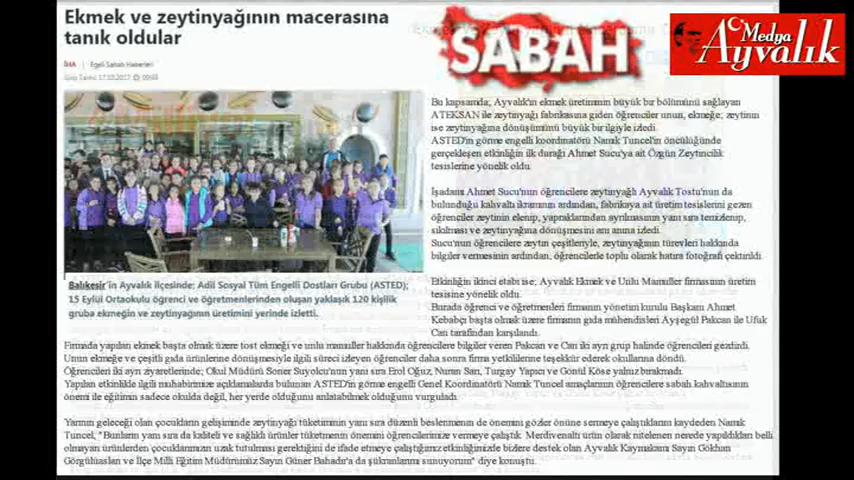 Ekmek ve zeytinyağının macerasına
tanık oldular
İHA | Egeli Sabah Haberleri
Giriş Tarihi: 17.10.2017 09:48
SABAH
Medya
Ayvalık
Balıkesir'in Ayvalık ilçesinde; Adil Sosyal Tüm Engelli Dostları Grubu (ASTED);
15 Eylül Ortaokulu öğrenci ve öğretmenlerinden oluşan yaklaşık 120 kişilik
gruba ekmeğin ve zeytinyağının üretimini yerinde izletti.
Bu kapsamda; Ayvalık'ın ekmek üretiminin büyük bir bölümünü sağlayan
ATEKSAN ile zeytinyağı fabrikasına giden öğrenciler unun, ekmeğe; zeytinin
ise zeytinyağına dönüşümünü büyük bir ilgiyle izledi.
ASTED'in görme engelli koordinatörü Namık Tuncel'in öncülüğünde
gerçekleşen etkinliğin ilk durağı Ahmet Sucu'ya ait Özgün Zeytincilik
tesislerine yönelik oldu.
İşadamı Ahmet Sucu'nun öğrencilere zeytinyağlı Ayvalık Tostu'nun da
bulunduğu kahvaltı ikramının ardından, fabrikaya ait üretim tesislerini gezen
öğrenciler zeytinin elenip, yapraklarından ayrılmasının yanı sıra temizlenip,
sıkılması ve zeytinyağına dönüşmesini anı anına izledi.
Sucu'nun öğrencilere zeytin çeşitleriyle, zeytinyağının türevleri hakkında
bilgiler vermesinin ardından, öğrencilerle toplu olarak hatıra fotoğrafı çektirildi.
Etkinliğin ikinci etabı ise, Ayvalık Ekmek ve Unlu Mamuller firmasının üretim
tesisine yönelik oldu.
Burada öğrenci ve öğretmenleri firmanın yönetim kurulu Başkanı Ahmet
Kebabçı başta olmak üzere firmanın gıda mühendisleri Ayşegül Pakcan ile Ufuk
Can tarafından karşılandı.
Firmada yapılan ekmek başta olmak üzere tost ekmeği ve unlu mamuller hakkında öğrencilere bilgiler veren Pakcan ve Can iki ayrı grup halinde öğrencileri gezdirdi.
Unun ekmeğe ve çeşitli gıda ürünlerine dönüşmesiyle ilgili süreci izleyen öğrenciler daha sonra firma yetkililerine teşekkür ederek okullarına döndü.
Öğrencileri iki ayrı ziyaretlerinde; Okul Müdürü Soner Suyolcu'nun yanı sıra Erol Oğuz, Nuran Sarı, Turgay Yapıcı ve Gönül Köse yalnız bırakmadı.
Yapılan etkinlikle ilgili muhabirimize açıklamalarda bulunan ASTED'in görme engelli Genel Koordinatörü Namık Tuncel amaçlarının öğrencilere sabah kahvaltısının
önemi ile eğitimin sadece okulda değil, her yerde olduğunu anlatabilmek olduğunu vurguladı.
Yarının geleceği olan çocukların gelişiminde zeytinyağı tüketiminin yanı sıra düzenli beslenmenin de önemini gözler önüne sermeye çalıştıklarını kaydeden Namık
Tuncel, "Bunların yanı sıra da kaliteli ve sağlıklı ürünler tüketmenin önemini öğrencilerimize vermeye çalıştık. Merdivenaltı ürün olarak nitelenen nerede yapıldıkları belli
olmayan ürünlerden çocuklarımızın uzak tutulması gerektiğini de ifade etmeye çalıştığımız etkinliğimizde bizlere destek olan Ayvalık Kaymakamı Sayın Gökhan
Görgülüaslan ve İlçe Milli Eğitim Müdürümüz Sayın Güner Bahadır'a da şükranlarımı sunuyorum" diye konuştu.